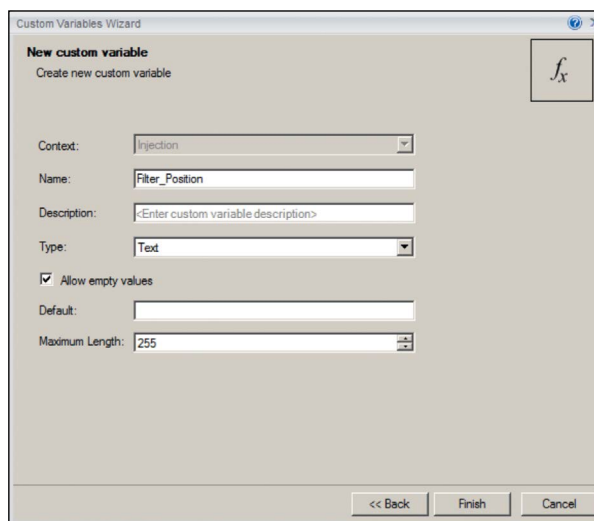 Custom Variables Wizard
New custom variable
Create new custom variable
fx
Context: Injection
Name: Filter_Position
Description: <Enter custom variable description>
Type: Text
Allow empty values
Default:
Maximum Length: 255
<< Back Finish Cancel